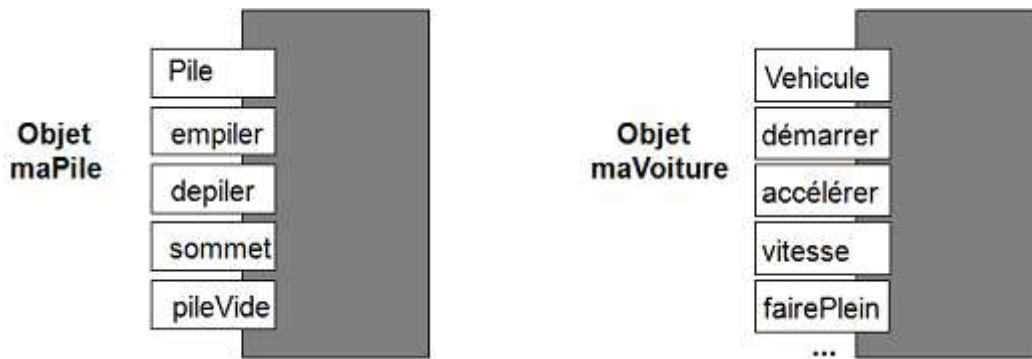 Objet
maPile
Pile
empiler
depiler
sommet
pileVide
Objet
maVoiture
Vehicule
démarrer
accélérer
vitesse
fairePlein
...